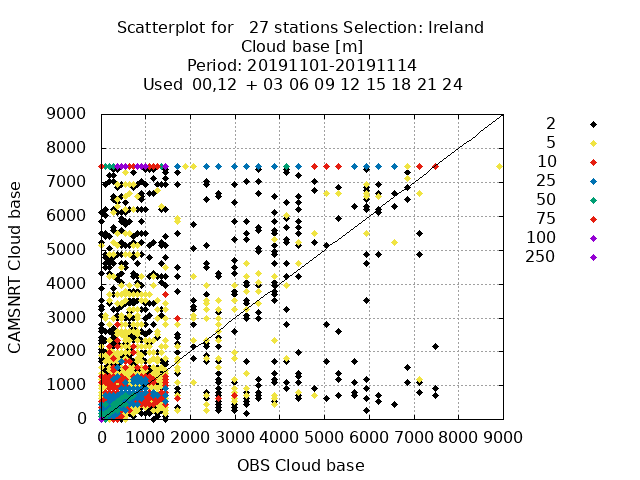 Scatterplot for   27 stations Selection: Ireland
Cloud base [m]
Period: 20191101-20191114
Used  00,12  + 03 06 09 12 15 18 21 24
9000
8000
7000
6000
5000
4000
3000
2000
1000
0
CAMSNRT Cloud base
0 1000 2000 3000 4000 5000 6000 7000 8000 9000
OBS Cloud base
2
5
10
25
50
75
100
250